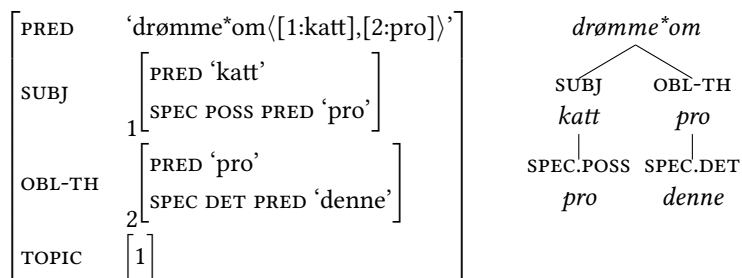 PRED ‘drømme*om⟨[1:katt],[2:pro]⟩’
SUBJ 1[PRED ‘katt’
SPEC POSS PRED ‘pro’]
OBL-TH 2[PRED ‘pro’
SPEC DET PRED ‘denne’]
TOPIC [1]
drømme*om
SUBJ OBL-TH
katt pro
SPEC.POSS SPEC.DET
pro denne